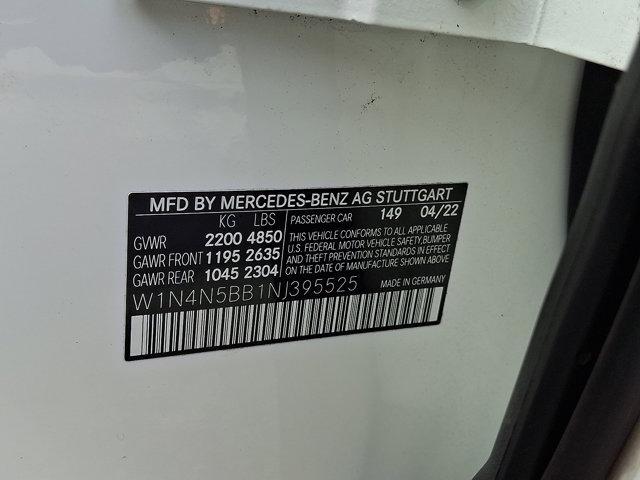 MFD BY MERCEDES-BENZ AG STUTTGART
KG LBS
GVWR 2200 4850
GAWR FRONT 1195 2635
GAWR REAR 1045 2304
PASSENGER CAR 149 04/22
THIS VEHICLE CONFORMS TO ALL APPLICABLE
U.S. FEDERAL MOTOR VEHICLE SAFETY, BUMPER
AND THEFT PREVENTION STANDARDS IN EFFECT
ON THE DATE OF MANUFACTURE SHOWN ABOVE
W1N4N5BB1NJ395525
MADE IN GERMANY